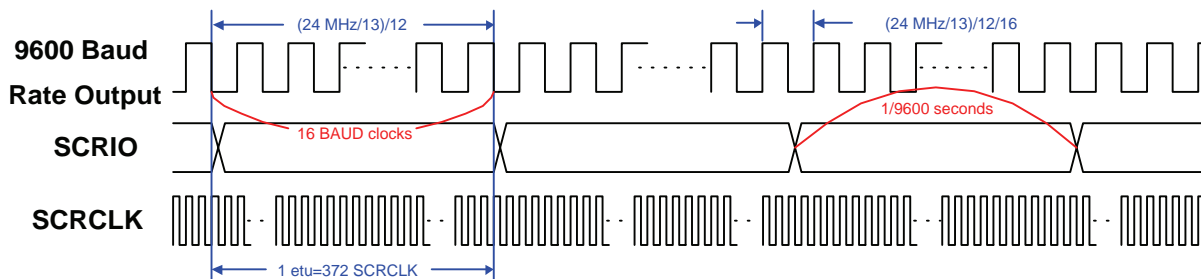 (24 MHz/13)/12
(24 MHz/13)/12/16
9600 Baud
Rate Output
16 BAUD clocks
1/9600 seconds
SCRIO
SCRCLK
1 etu=372 SCRCLK